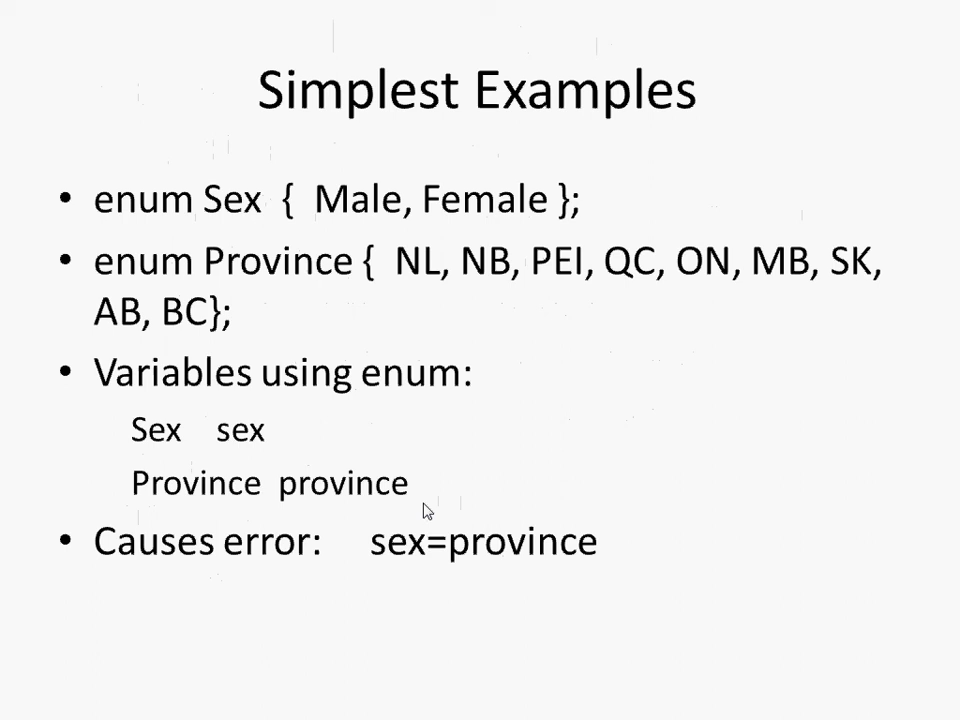 Simplest Examples
• enum Sex { Male, Female };
• enum Province { NL, NB, PEI, QC, ON, MB, SK,
AB, BC};
• Variables using enum:
Sex sex
Province province
• Causes error: sex=province